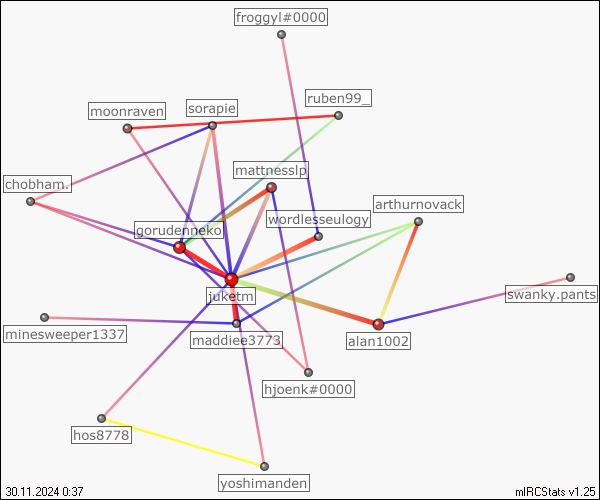 froggyl#0000
ruben99_
sorapie
moonraven
mattnesslp
chobham.
arthurnovack
wordlesseulogy
gorudenneko
juketm
swanky.pants
minesweeper1337
maddiee3773
alan1002
hjoenk#0000
hos8778
yoshimanden
30.11.2024 0:37
mIRCStats v1.25